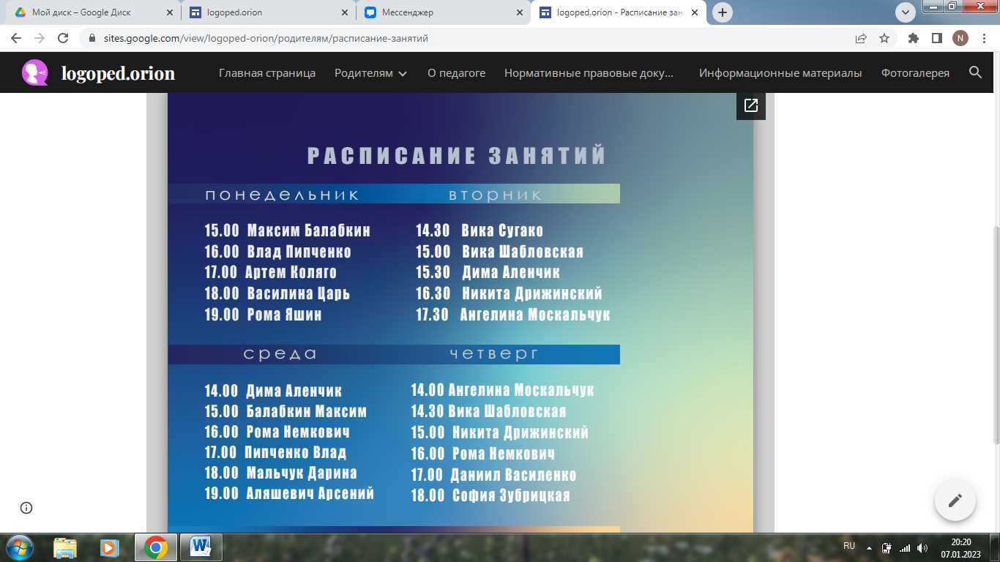 Мой диск – Google Диск
logoped.orion
Мессенджер
logoped.orion - Расписание зан
sites.google.com/view/logoped-orion/родителям/расписание-занятий
N
logoped.orion
Главная страница
Родителям
О педагоге
Нормативные правовые доку...
Информационные материалы
Фотогалерея
РАСПИСАНИЕ ЗАНЯТИЙ
понедельник
15.00 Максим Балабкин
16.00 Влад Пипченко
17.00 Артем Коляго
18.00 Василина Царь
19.00 Рома Яшин
вторник
14.30 Вика Сугако
15.00 Вика Шабловская
15.30 Дима Аленчик
16.30 Никита Дрижинский
17.30 Ангелина Москальчук
среда
14.00 Дима Аленчик
15.00 Балабкин Максим
16.00 Рома Немкович
17.00 Пипченко Влад
18.00 Мальчук Дарина
19.00 Аляшевич Арсений
четверг
14.00 Ангелина Москальчук
14.30 Вика Шабловская
15.00 Никита Дрижинский
16.00 Рома Немкович
17.00 Даниил Василенко
18.00 София Зубрицкая
RU
20:20
07.01.2023